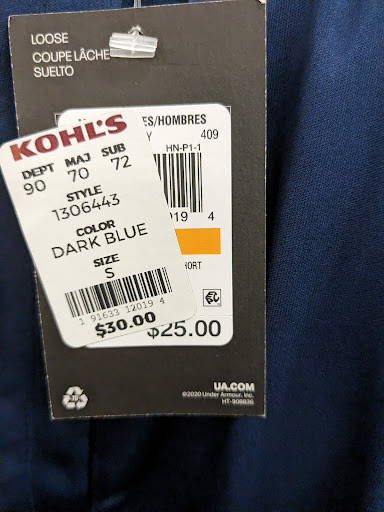 LOOSE
COUPE LÂCHE
SUELTO
ES/HOMBRES
Y 409
HN-P1-1
019 4
HORT
$25.00
KOHL'S
DEPT MAJ SUB
90 70 72
STYLE
1306443
COLOR
DARK BLUE
SIZE
S
1 91633 12019 4
$30.00
UA.COM
©2020 Under Armour, Inc.
HT-908836